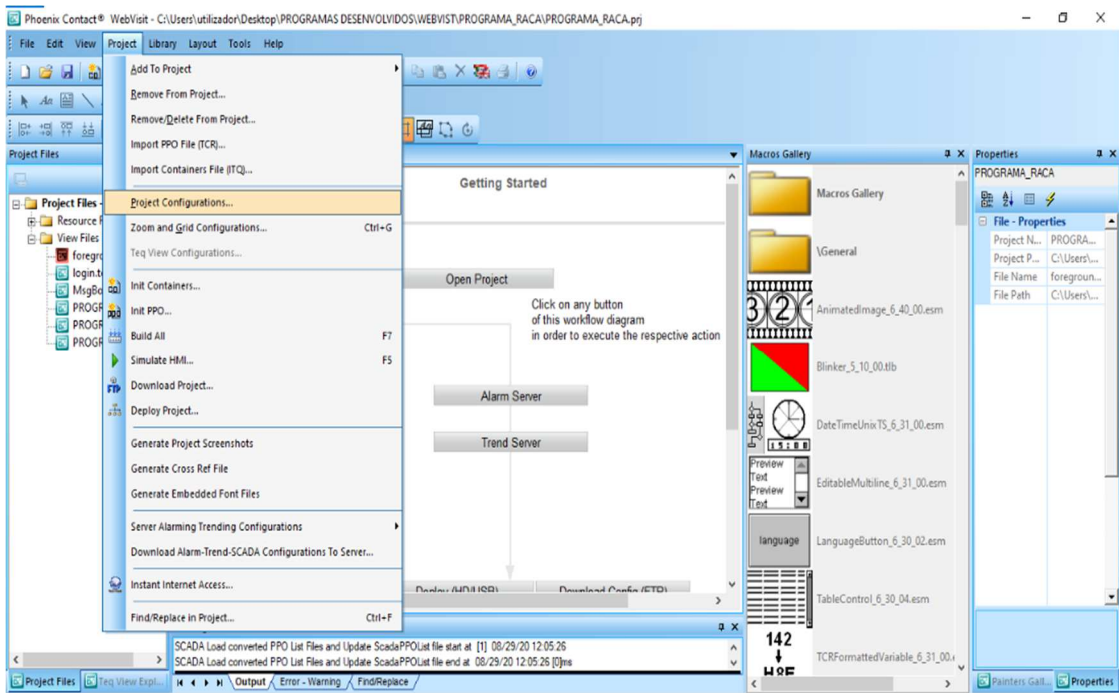 Phoenix Contact® WebVisit - C:\Users\utilizador\Desktop\PROGRAMAS DESENVOLVIDOS\WEBVIST\PROGRAMA_RACA\PROGRAMA_RACA.prj
File Edit View Project Library Layout Tools Help
Add To Project
Remove From Project...
Remove/Delete From Project...
Import PPO File (TCR)...
Import Containers File (ITQ)...
Project Configurations...
Zoom and Grid Configurations... Ctrl+G
Teq View Configurations...
Init Containers...
Init PPO...
Build All F7
Simulate HMI... F5
Download Project...
Deploy Project...
Generate Project Screenshots
Generate Cross Ref File
Generate Embedded Font Files
Server Alarming Trending Configurations
Download Alarm-Trend-SCADA Configurations To Server...
Instant Internet Access...
Find/Replace in Project... Ctrl+F
Project Files
Project Files -
Resource F
View Files
foregro
login.t
MsgBo
PROGR
PROGR
PROGR
Getting Started
Open Project
Click on any button
of this workflow diagram
in order to execute the respective action
Alarm Server
Trend Server
Deploy (HD/USB) Download Config (FTP)
Macros Gallery
Macros Gallery
\General
AnimatedImage_6_40_00.esm
Blinker_5_10_00.tlb
DateTimeUnixTS_6_31_00.esm
15:00
Preview
Text
Preview
Text
EditableMultiline_6_31_00.esm
language
LanguageButton_6_30_02.esm
TableControl_6_30_04.esm
142
H8E
TCRFormattedVariable_6_31_00.e
Properties
PROGRAMA_RACA
File - Properties
Project N... PROGRA...
Project P... C:\Users\...
File Name foregroun...
File Path C:\Users\...
SCADA Load converted PPO List Files and Update ScadaPPOList file start at [1] 08/29/20 12:05:26
SCADA Load converted PPO List Files and Update ScadaPPOList file end at 08/29/20 12:05:26 [0]ms
Project Files Teq View Expl... Output Error - Warning Find/Replace Painters Gall... Properties